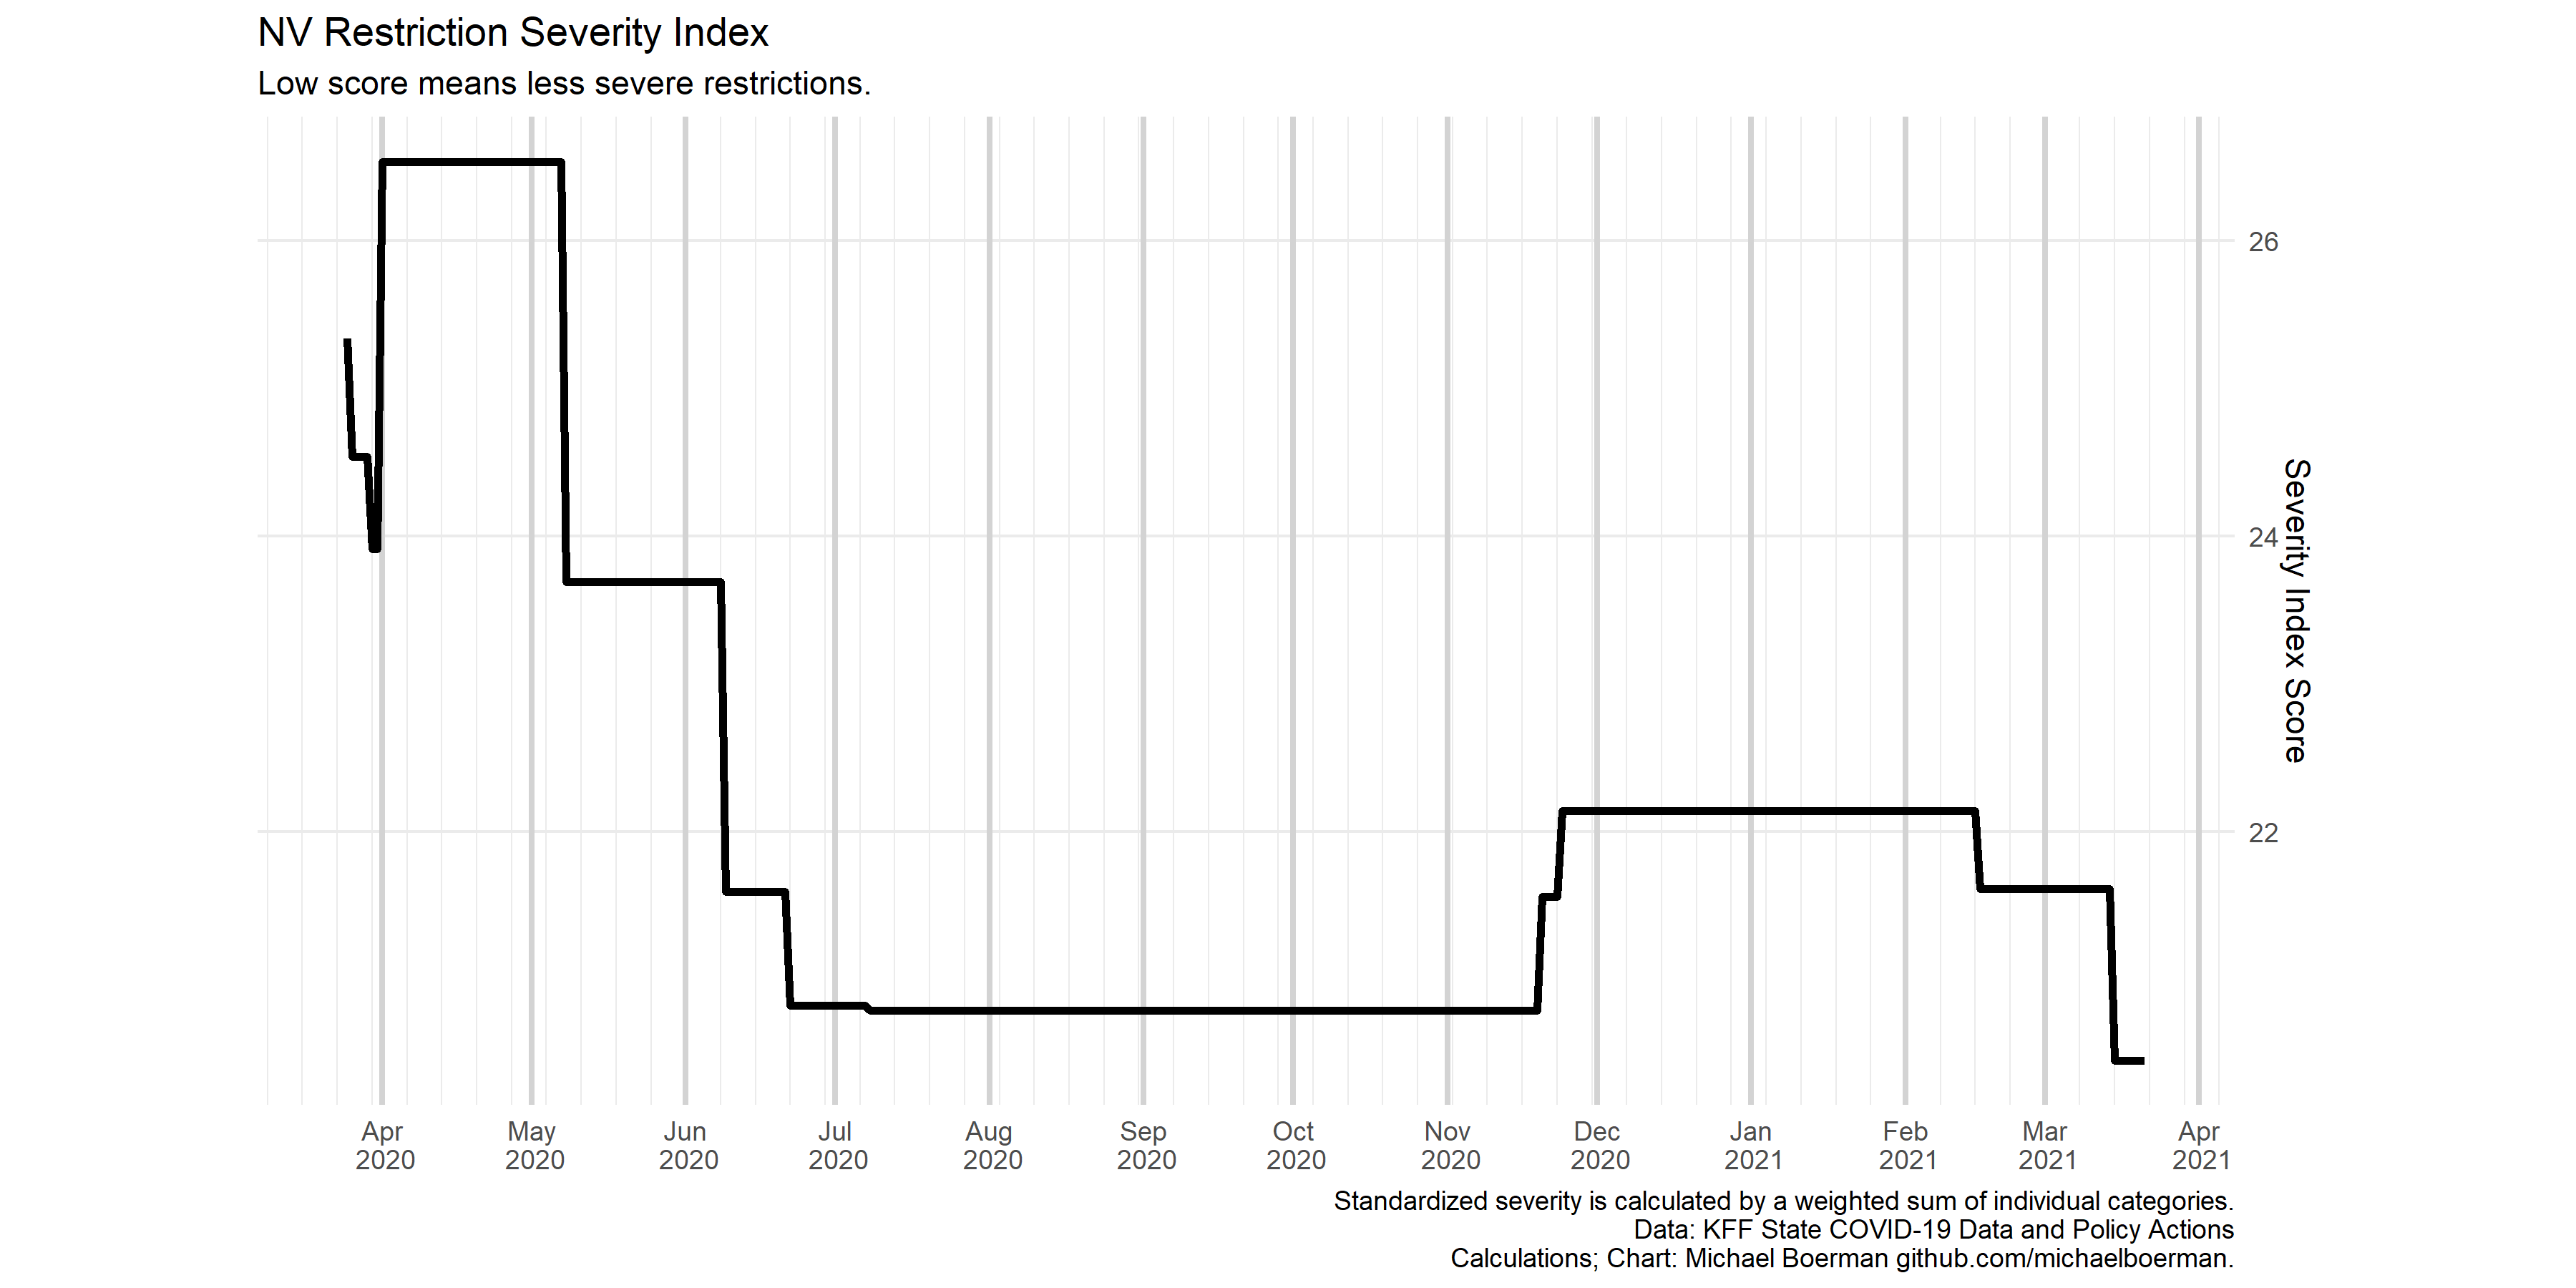 NV Restriction Severity Index
Low score means less severe restrictions.
26
24
22
Severity Index Score
Apr 2020
May 2020
Jun 2020
Jul 2020
Aug 2020
Sep 2020
Oct 2020
Nov 2020
Dec 2020
Jan 2021
Feb 2021
Mar 2021
Apr 2021
Standardized severity is calculated by a weighted sum of individual categories.
Data: KFF State COVID-19 Data and Policy Actions
Calculations; Chart: Michael Boerman github.com/michaelboerman.